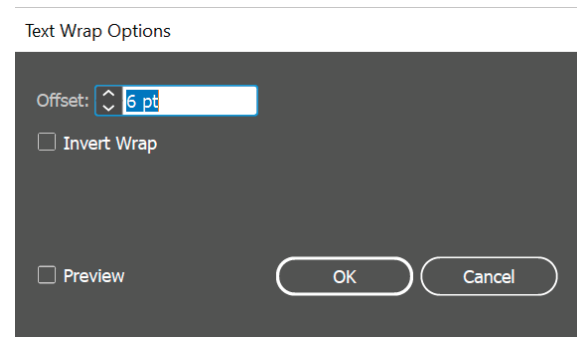 Text Wrap Options
Offset: 6 pt
Invert Wrap
Preview OK Cancel